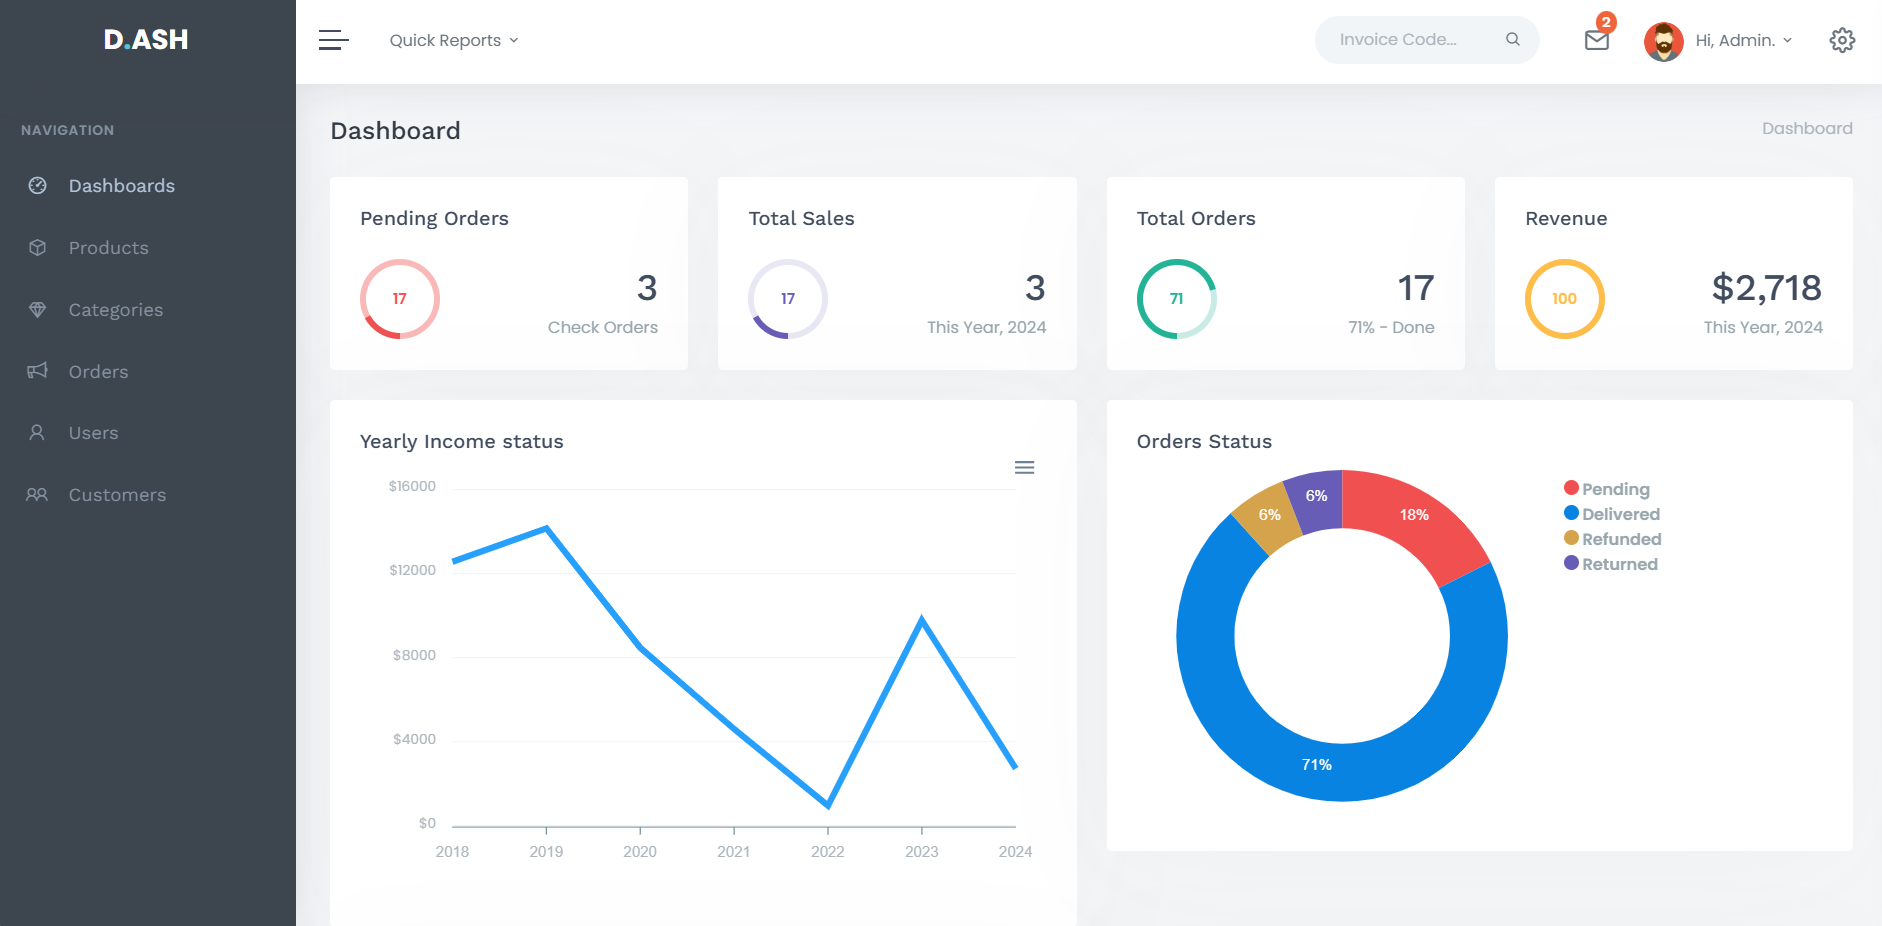 D.ASH
Quick Reports
Invoice Code...
2
Hi, Admin.
NAVIGATION
Dashboards
Products
Categories
Orders
Users
Customers
Dashboard
Dashboard
Pending Orders
17
3
Check Orders
Total Sales
17
3
This Year, 2024
Total Orders
71
17
71% - Done
Revenue
100
$2,718
This Year, 2024
Yearly Income status
$16000
$12000
$8000
$4000
$0
2018 2019 2020 2021 2022 2023 2024
Orders Status
6%
6%
18%
71%
Pending
Delivered
Refunded
Returned